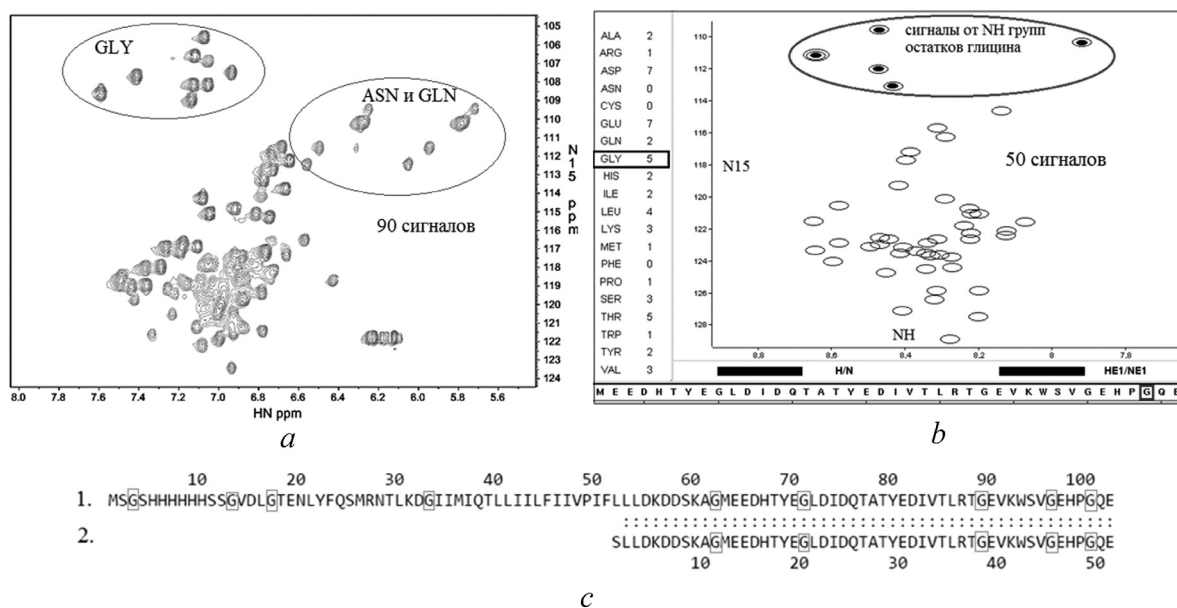 GLY
ASN и GLN
90 сигналов
105
106
107
108
109
110
111
112
113
114
115
116
117
118
119
120
121
122
123
124
N15 ppm
8.0 7.8 7.6 7.4 7.2 7.0 6.8 6.6 6.4 6.2 6.0 5.8 5.6
HN ppm
a
ALA 2
ARG 1
ASP 7
ASN 0
CYS 0
GLU 7
GLN 2
GLY 5
HIS 2
ILE 2
LEU 4
LYS 3
MET 1
PHE 0
PRO 1
SER 3
THR 5
TRP 1
TYR 2
VAL 3
110
112
114
116
118
120
122
124
126
128
сигналы от NH групп
остатков глицина
N15
50 сигналов
NH
8,8 8,6 8,4 8,2 8 7,8
H/N HE1/NE1
M E E D H T Y E G L D I D Q T A T Y E D I V T L R T G E V K W S V G E H P G Q E
b
10 20 30 40 50 60 70 80 90 100
1. MSGSHHHHHHSSGVDLGTENLYFQSMRNTLKDGIIMIQTLLIILFIIVPIFLLLDKDDSKAGMEEDHTYEGLDIDQTATYEDIVTLRTGEVKWSVGEHPGQE
2. SLLDKDDSKAGMEEDHTYEGLDIDQTATYEDIVTLRTGEVKWSVGEHPGQE
10 20 30 40 50
c